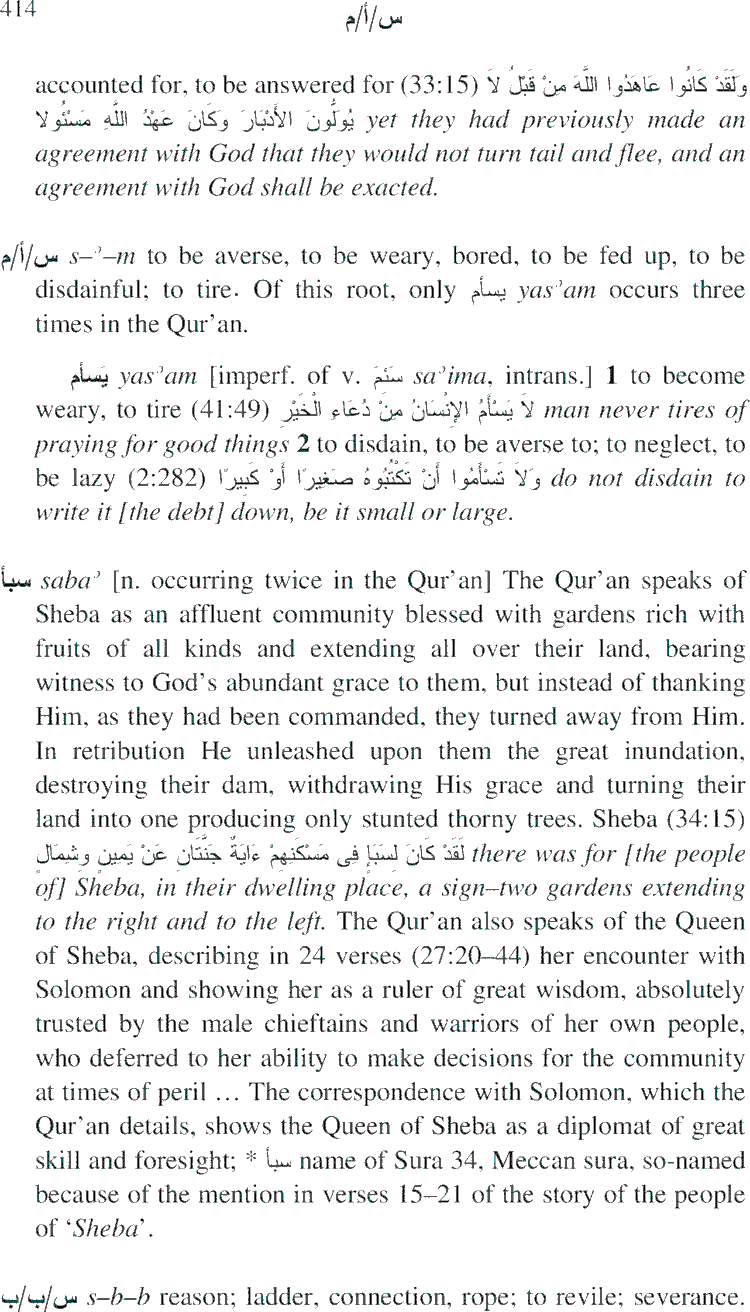 414
س/أ/م
accounted for, to be answered for (33:15) وَلَقَدْ كَانُوا عَاهَدُوا اللَّهَ مِنْ قَبْلُ لاَ
يُوَلُّونَ الأَدْبَارَ وَكَانَ عَهْدُ اللَّهِ مَسْئُولا yet they had previously made an
agreement with God that they would not turn tail and flee, and an
agreement with God shall be exacted.
س/أ/م s–ʾ–m to be averse, to be weary, bored, to be fed up, to be
disdainful; to tire. Of this root, only يسأم yasʾam occurs three
times in the Qur’an.
يَسأم yasʾam [imperf. of v. سَئِمَ saʾima, intrans.] 1 to become
weary, to tire (41:49) لاَ يَسْأَمُ الإِنْسَانُ مِنْ دُعَاءِ الْخَيْرِ man never tires of
praying for good things 2 to disdain, to be averse to; to neglect, to
be lazy (2:282) وَلاَ تَسْأَمُوا أَنْ تَكْتُبُوهُ صَغِيرًا أَوْ كَبِيرًا do not disdain to
write it [the debt] down, be it small or large.
سبأ sabaʾ [n. occurring twice in the Qur’an] The Qur’an speaks of
Sheba as an affluent community blessed with gardens rich with
fruits of all kinds and extending all over their land, bearing
witness to God’s abundant grace to them, but instead of thanking
Him, as they had been commanded, they turned away from Him.
In retribution He unleashed upon them the great inundation,
destroying their dam, withdrawing His grace and turning their
land into one producing only stunted thorny trees. Sheba (34:15)
لَقَدْ كَانَ لِسَبَإٍ فِى مَسْكَنِهِمْ ءَايَةٌ جَنَّتَانِ عَنْ يَمِينٍ وَشِمَالٍ there was for [the people
of] Sheba, in their dwelling place, a sign–two gardens extending
to the right and to the left. The Qur’an also speaks of the Queen
of Sheba, describing in 24 verses (27:20–44) her encounter with
Solomon and showing her as a ruler of great wisdom, absolutely
trusted by the male chieftains and warriors of her own people,
who deferred to her ability to make decisions for the community
at times of peril … The correspondence with Solomon, which the
Qur’an details, shows the Queen of Sheba as a diplomat of great
skill and foresight; * سبأ name of Sura 34, Meccan sura, so-named
because of the mention in verses 15–21 of the story of the people
of ‘Sheba’.
س/ب/ب s–b–b reason; ladder, connection, rope; to revile; severance.